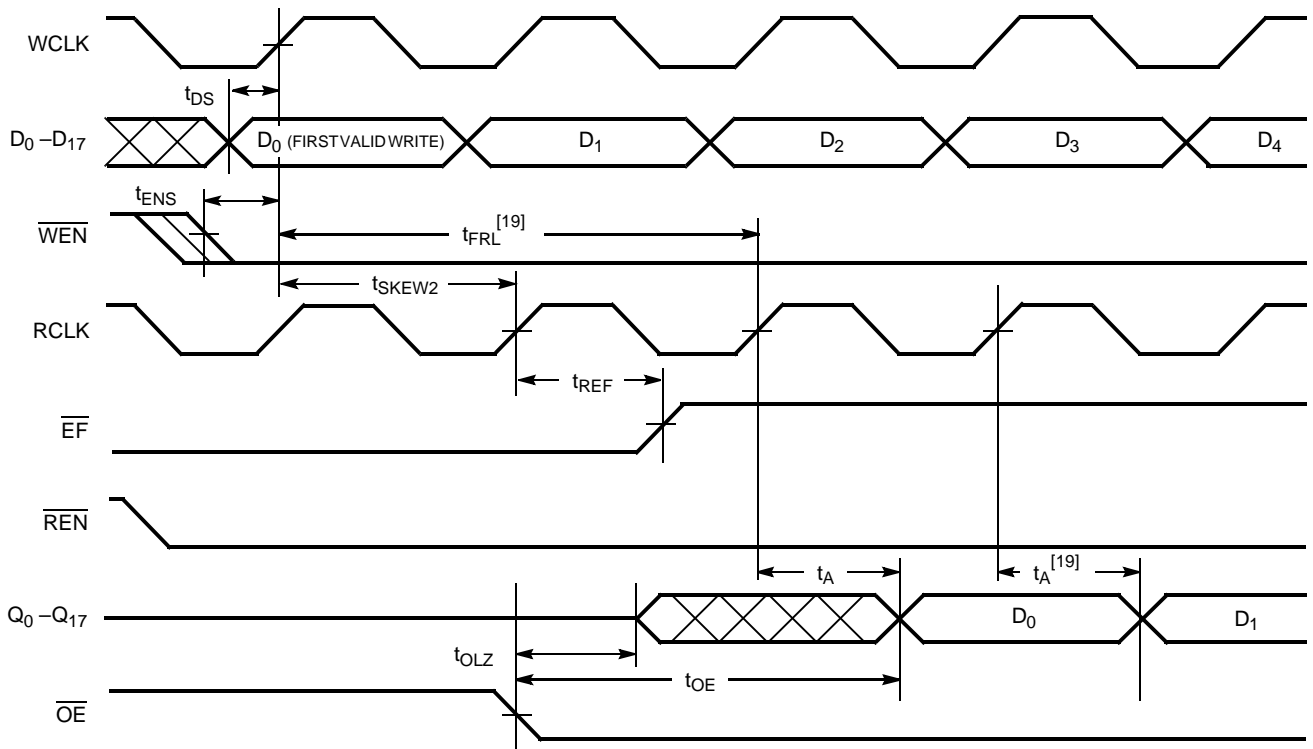 WCLK
tDS
D0 –D17
D0 (FIRST VALID WRITE)
D1
D2
D3
D4
tENS
WEN
tFRL[19]
tSKEW2
RCLK
tREF
EF
REN
tA
tA[19]
Q0 –Q17
D0
D1
tOLZ
tOE
OE